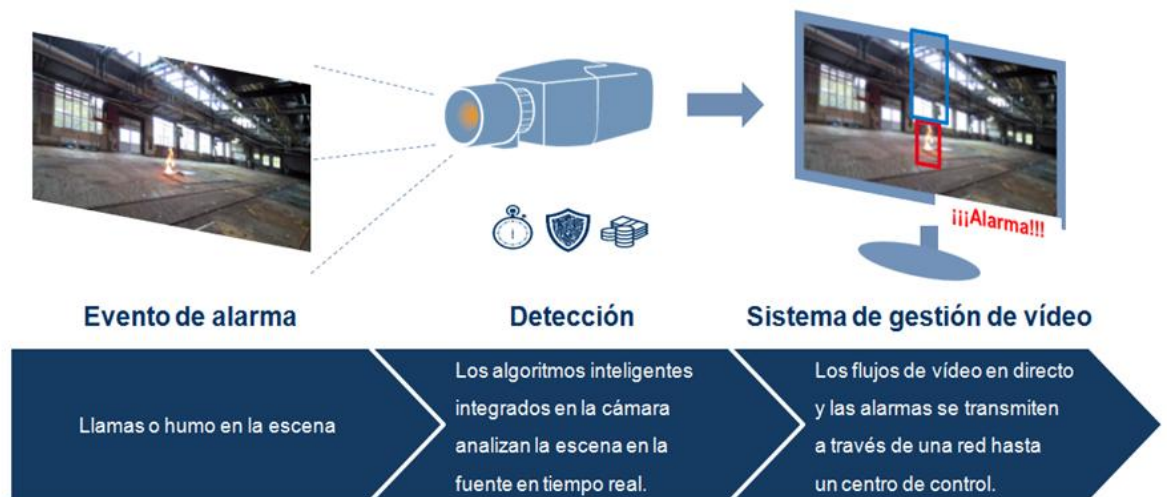 ¡¡¡Alarma!!!
Evento de alarma
Detección
Sistema de gestión de vídeo
Llamas o humo en la escena
Los algoritmos inteligentes
integrados en la cámara
analizan la escena en la
fuente en tiempo real.
Los flujos de vídeo en directo
y las alarmas se transmiten
a través de una red hasta
un centro de control.